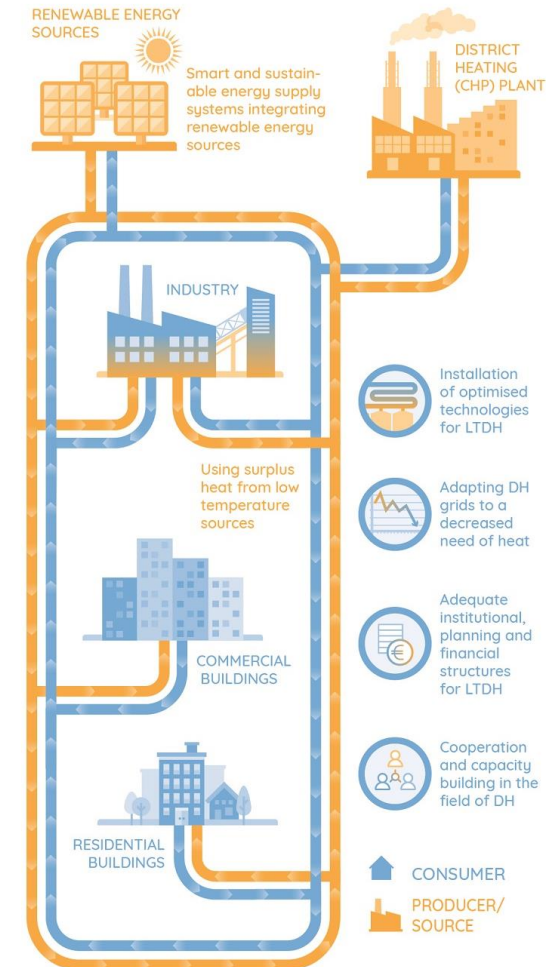 RENEWABLE ENERGY
SOURCES
Smart and sustain-
able energy supply
systems integrating
renewable energy
sources
DISTRICT
HEATING
(CHP) PLANT
INDUSTRY
Using surplus
heat from low
temperature
sources
COMMERCIAL
BUILDINGS
RESIDENTIAL
BUILDINGS
Installation
of optimised
technologies
for LTDH
Adapting DH
grids to a
decreased
need of heat
Adequate
institutional,
planning and
financial
structures
for LTDH
Cooperation
and capacity
building in the
field of DH
CONSUMER
PRODUCER/
SOURCE